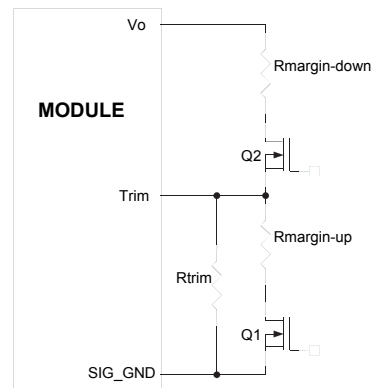 Vo
Rmargin-down
MODULE
Q2
Trim
Rmargin-up
Rtrim
Q1
SIG_GND